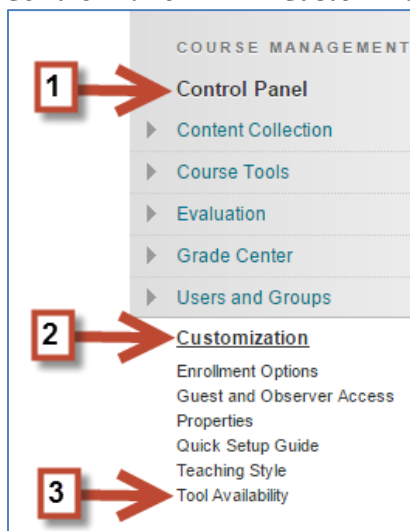 COURSE MANAGEMENT
1
Control Panel
Content Collection
Course Tools
Evaluation
Grade Center
Users and Groups
2
Customization
Enrollment Options
Guest and Observer Access
Properties
Quick Setup Guide
Teaching Style
3
Tool Availability